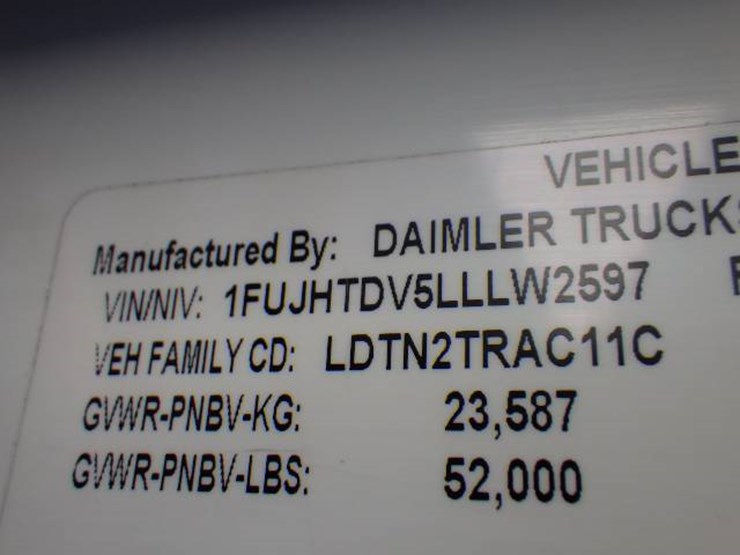 VEHICLE
Manufactured By: DAIMLER TRUCK
VIN/NIV: 1FUJHTDV5LLLW2597
VEH FAMILY CD: LDTN2TRAC11C
GVWR-PNBV-KG: 23,587
GVWR-PNBV-LBS: 52,000